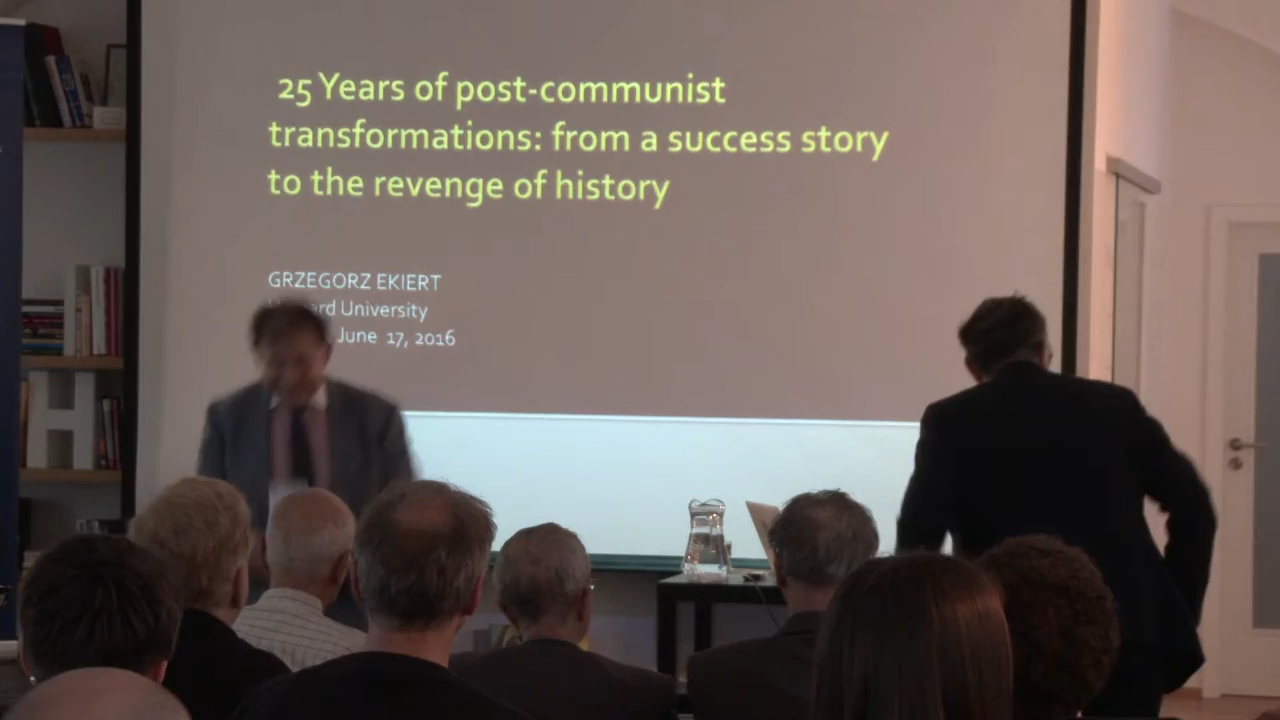 25 Years of post-communist
transformations: from a success story
to the revenge of history
GRZEGORZ EKIERT
University
June 17, 2016